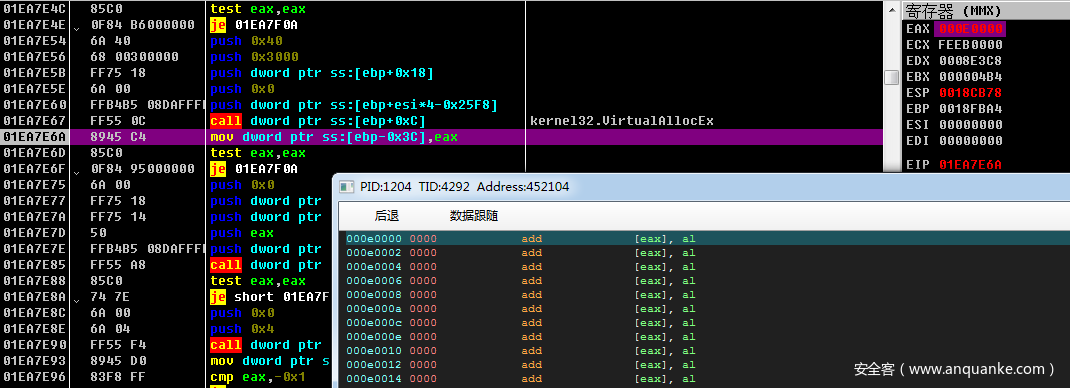 01EA7E4C 85C0 test eax,eax
01EA7E4E 0F84 B6000000 je 01EA7F0A
01EA7E54 6A 40 push 0x40
01EA7E56 68 00300000 push 0x3000
01EA7E5B FF75 18 push dword ptr ss:[ebp+0x18]
01EA7E5E 6A 00 push 0x0
01EA7E60 FFB4B5 08DAFFFF push dword ptr ss:[ebp+esi*4-0x25F8]
01EA7E67 FF55 0C call dword ptr ss:[ebp+0xC] kernel32.VirtualAllocEx
01EA7E6A 8945 C4 mov dword ptr ss:[ebp-0x3C],eax
01EA7E6D 85C0 test eax,eax
01EA7E6F 0F84 95000000 je 01EA7F0A
01EA7E75 6A 00 push 0x0
01EA7E77 FF75 18 push dword ptr
01EA7E7A FF75 14 push dword ptr
01EA7E7D 50 push eax
01EA7E7E FFB4B5 08DAFFFF push dword ptr
01EA7E85 FF55 A8 call dword ptr
01EA7E88 85C0 test eax,eax
01EA7E8A 74 7E je short 01EA7F
01EA7E8C 6A 00 push 0x0
01EA7E8E 6A 04 push 0x4
01EA7E90 FF55 F4 call dword ptr
01EA7E93 8945 D0 mov dword ptr s
01EA7E96 83F8 FF cmp eax,-0x1
寄存器 (MMX)
EAX 000E0000
ECX FEEB0000
EDX 0008E3C8
EBX 000004B4
ESP 0018CB78
EBP 0018FBA4
ESI 00000000
EDI 00000000
EIP 01EA7E6A
PID:1204 TID:4292 Address:452104
后退 数据跟随
000e0000 0000 add [eax], al
000e0002 0000 add [eax], al
000e0004 0000 add [eax], al
000e0006 0000 add [eax], al
000e0008 0000 add [eax], al
000e000a 0000 add [eax], al
000e000c 0000 add [eax], al
000e000e 0000 add [eax], al
000e0010 0000 add [eax], al
000e0012 0000 add [eax], al
000e0014 0000 add [eax], al
安全客（www.anquanke.com）